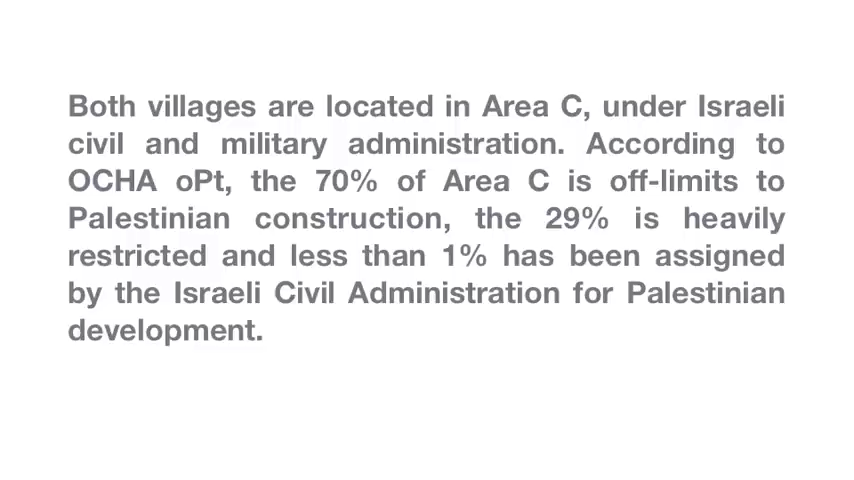 Both villages are located in Area C, under Israeli
civil and military administration. According to
OCHA oPt, the 70% of Area C is off-limits to
Palestinian construction, the 29% is heavily
restricted and less than 1% has been assigned
by the Israeli Civil Administration for Palestinian
development.